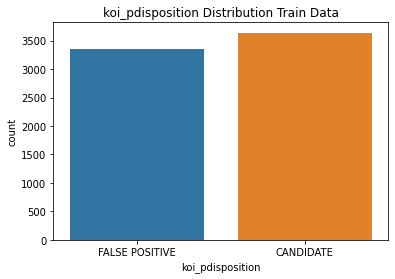 koi_pdisposition Distribution Train Data
3500
3000
2500
2000
1500
1000
500
0
count
FALSE POSITIVE CANDIDATE
koi_pdisposition